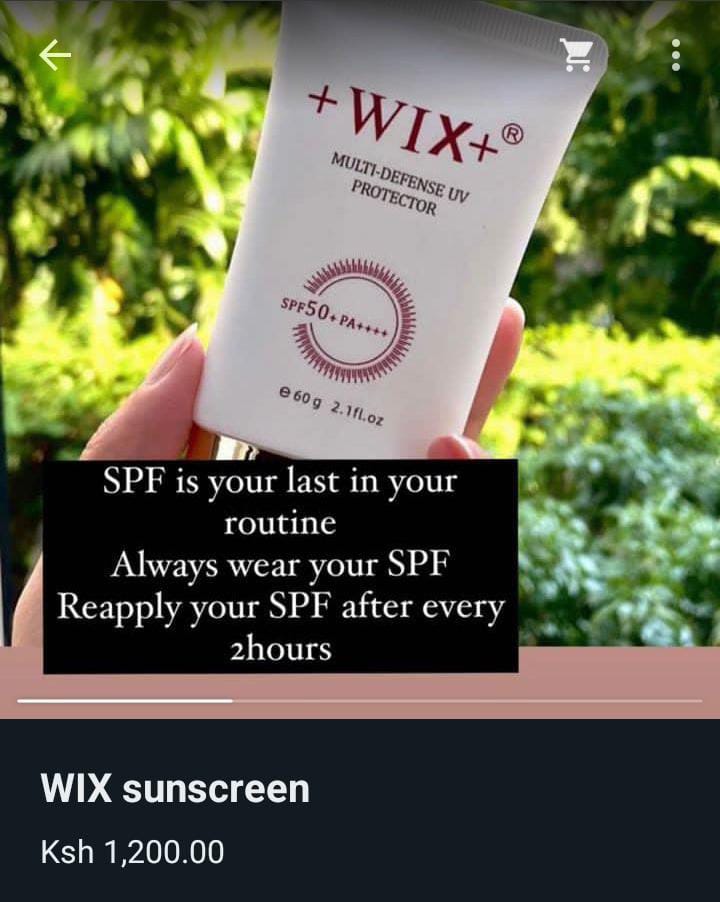 +WIX+®
MULTI-DEFENSE UV
PROTECTOR
SPF50+PA++++
℮60g 2.1fl.oz
SPF is your last in your
routine
Always wear your SPF
Reapply your SPF after every
2hours
WIX sunscreen
Ksh 1,200.00